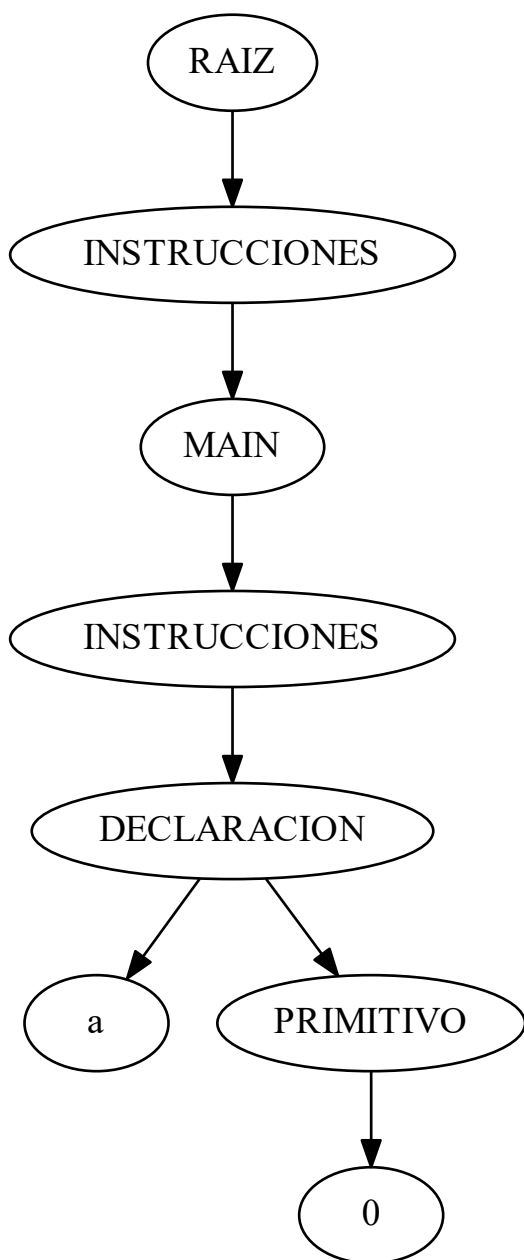 RAIZ
INSTRUCCIONES
MAIN
INSTRUCCIONES
DECLARACION
a
PRIMITIVO
0